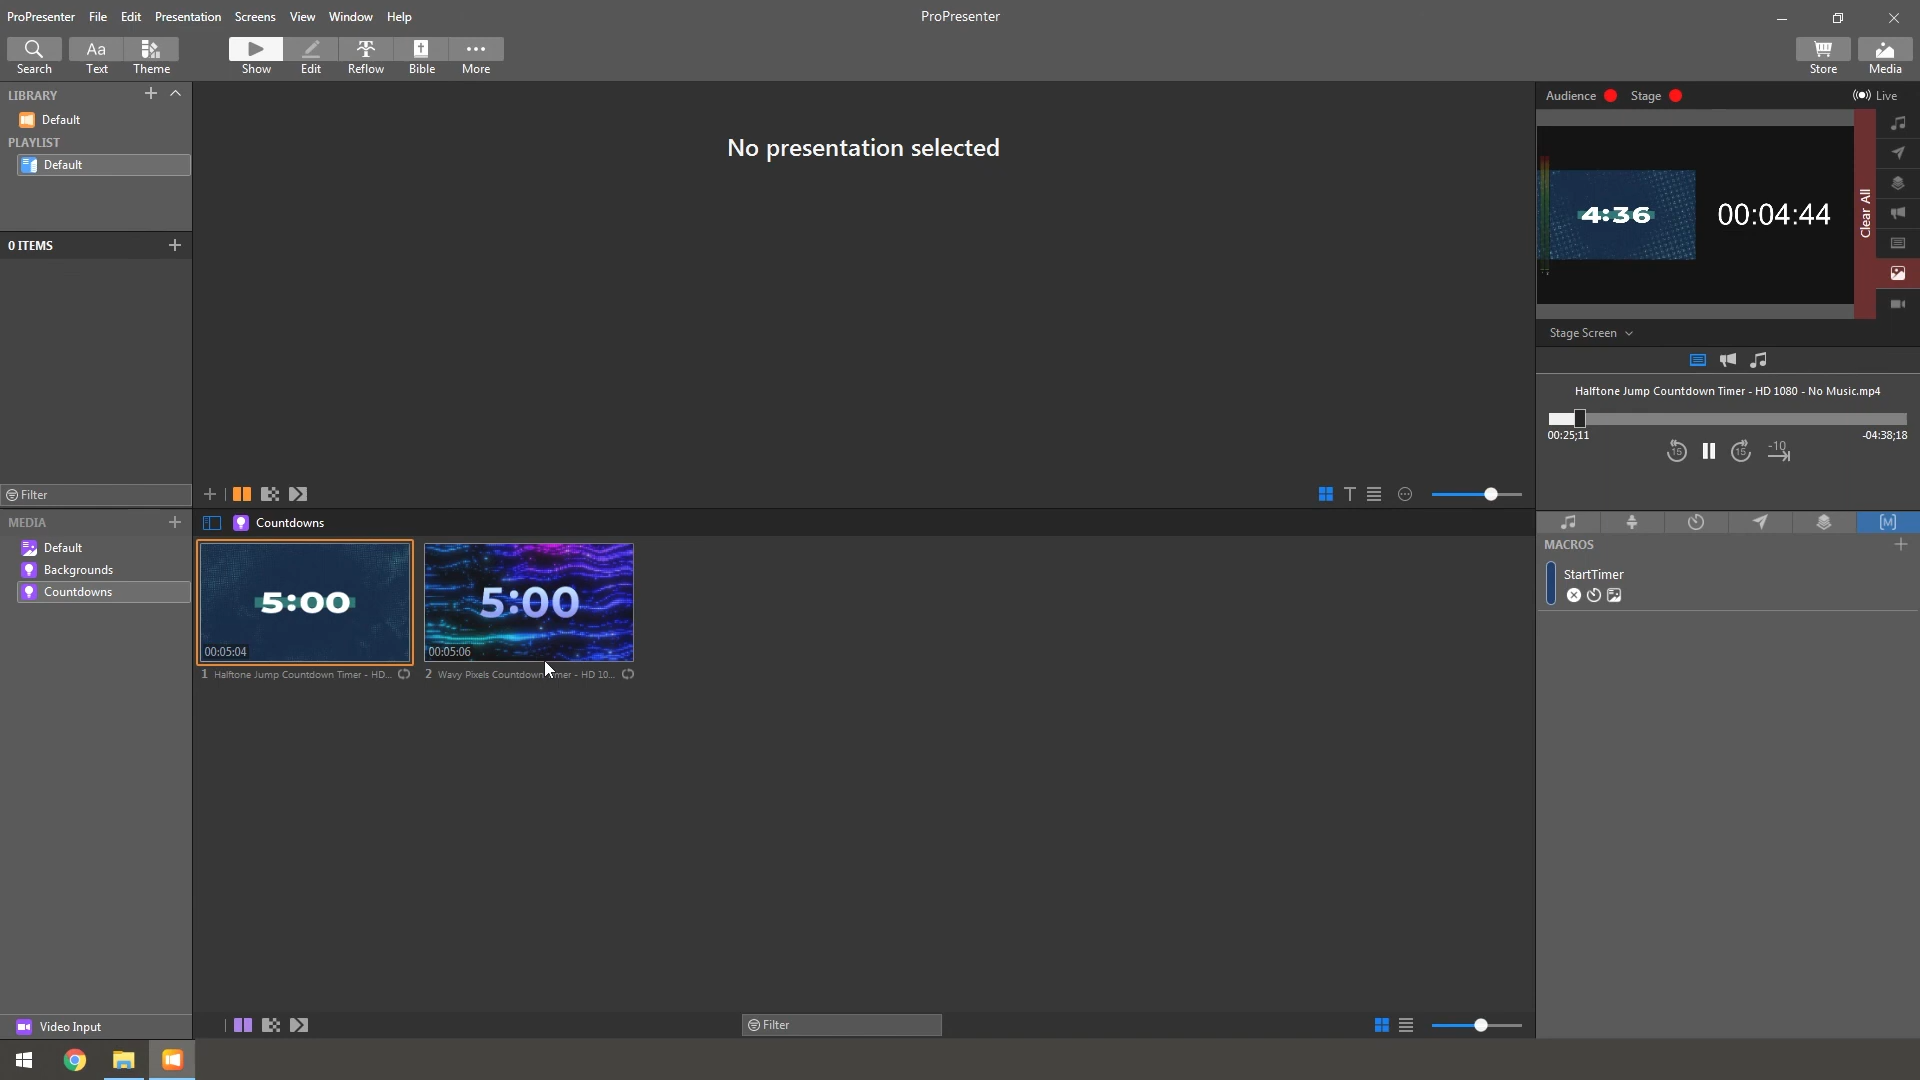 ProPresenter File Edit Presentation Screens View Window Help
ProPresenter
Search Text Theme Show Edit Reflow Bible More Store Media
Aa
LIBRARY
Default
PLAYLIST
Default
0 ITEMS
Filter
No presentation selected
Audience Stage Live
4:36
00:04:44
Clear All
Stage Screen
Halftone Jump Countdown Timer - HD 1080 - No Music.mp4
00:25;11 -04:38;18
15 15 -10
MEDIA
Default
Backgrounds
Countdowns
Video Input
Countdowns
5:00
00:05:04
1 Halftone Jump Countdown Timer - HD...
5:00
00:05:06
2 Wavy Pixels Countdown mer - HD 10...
Filter
[M]
MACROS
StartTimer